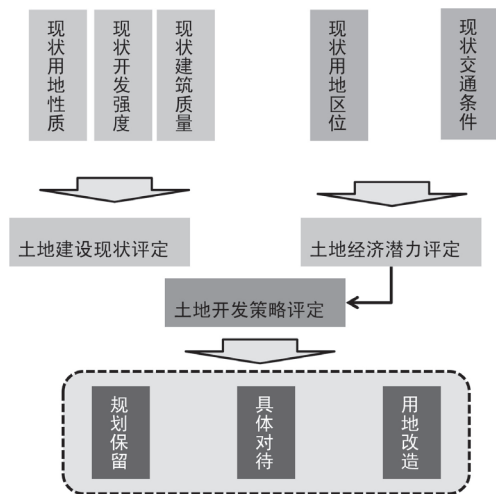 现状用地性质
现状开发强度
现状建筑质量
现状用地区位
现状交通条件
土地建设现状评定
土地经济潜力评定
土地开发策略评定
规划保留
具体对待
用地改造